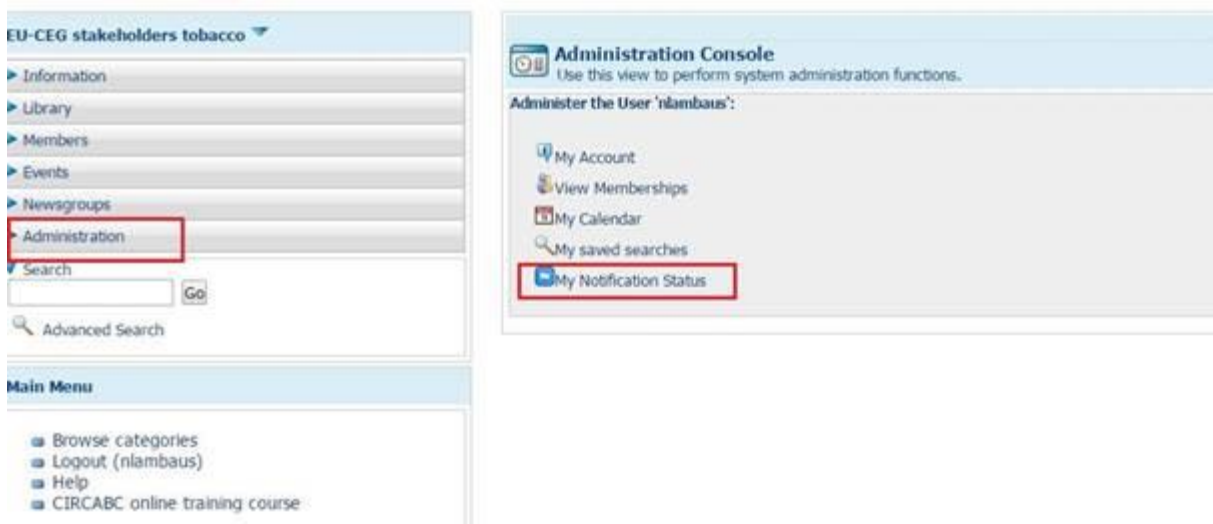 EU-CEG stakeholders tobacco
Information
Library
Members
Events
Newsgroups
Administration
Search
Go
Advanced Search
Main Menu
Browse categories
Logout (nlambaus)
Help
CIRCABC online training course
Administration Console
Use this view to perform system administration functions.
Administer the User 'nlambaus':
My Account
View Memberships
My Calendar
My saved searches
My Notification Status